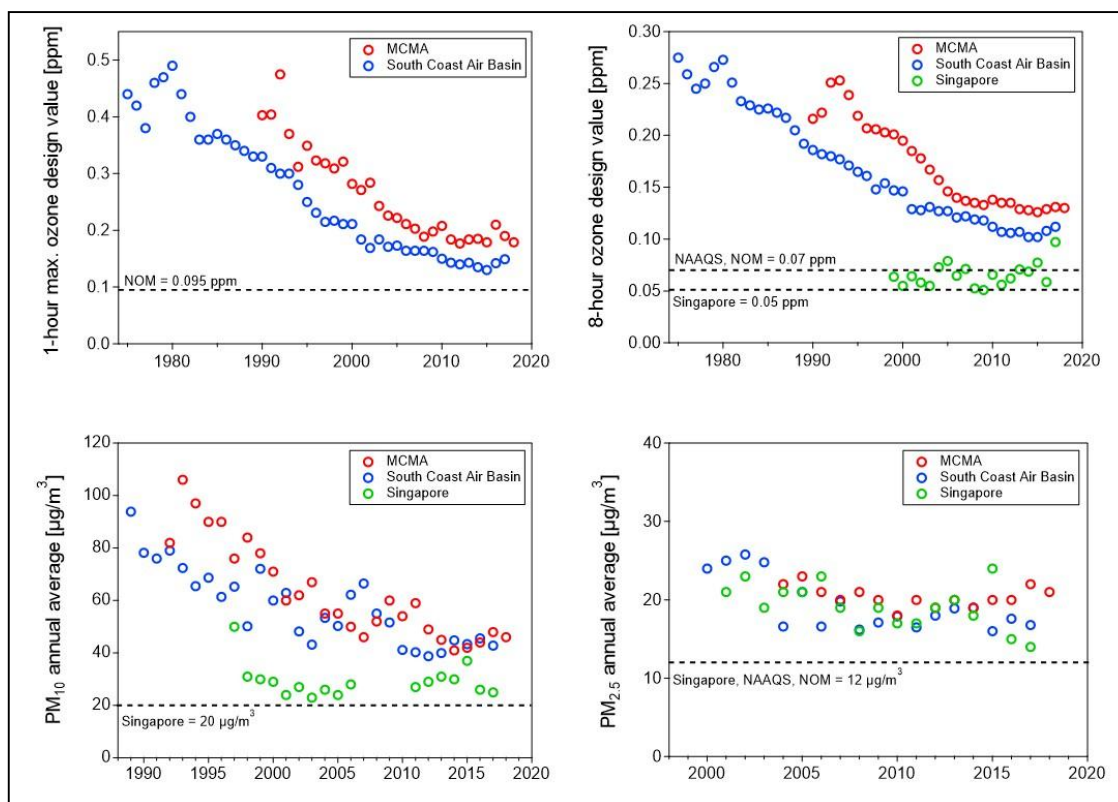 1-hour max. ozone design value [ppm]
0.5
0.4
0.3
0.2
0.1
0.0
MCMA
South Coast Air Basin
NOM = 0.095 ppm
1980
1990
2000
2010
2020
8-hour ozone design value [ppm]
0.30
0.25
0.20
0.15
0.10
0.05
0.00
MCMA
South Coast Air Basin
Singapore
NAAQS, NOM = 0.07 ppm
Singapore = 0.05 ppm
1980
1990
2000
2010
2020
PM10 annual average [µg/m³]
120
100
80
60
40
20
0
MCMA
South Coast Air Basin
Singapore
Singapore = 20 µg/m³
1990
1995
2000
2005
2010
2015
2020
PM2.5 annual average [µg/m³]
40
30
20
10
0
MCMA
South Coast Air Basin
Singapore
Singapore, NAAQS, NOM = 12 µg/m³
2000
2005
2010
2015
2020